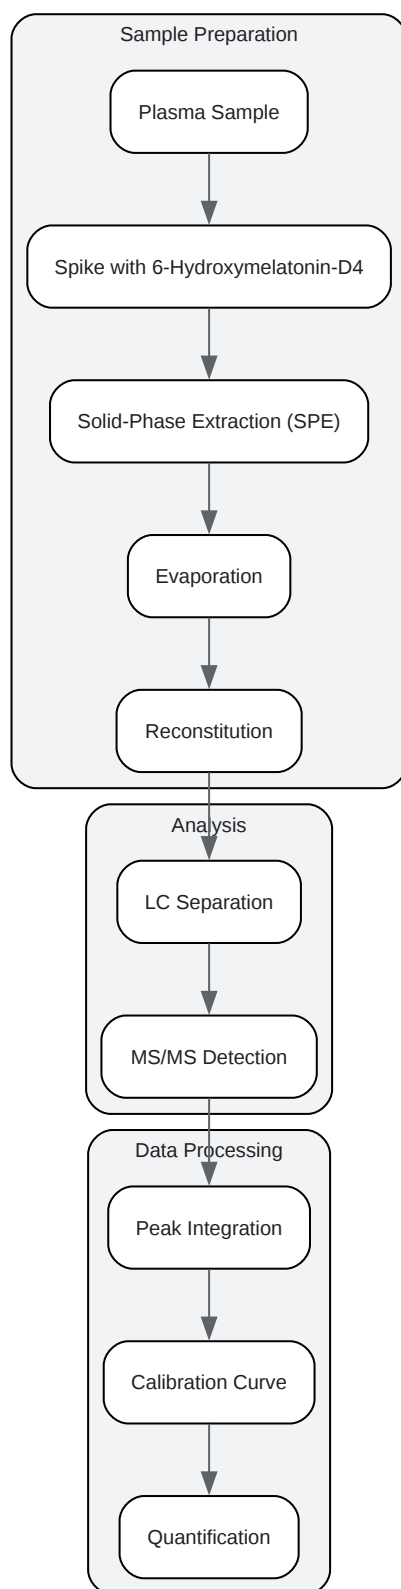 Sample Preparation
Plasma Sample
Spike with 6-Hydroxymelatonin-D4
Solid-Phase Extraction (SPE)
Evaporation
Reconstitution
Analysis
LC Separation
MS/MS Detection
Data Processing
Peak Integration
Calibration Curve
Quantification